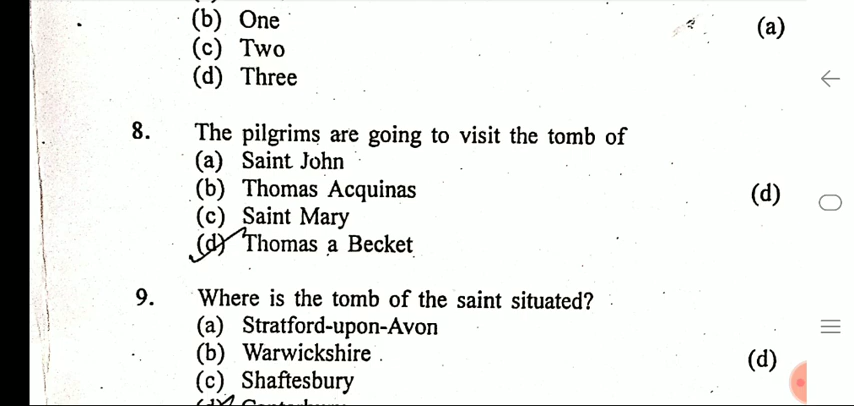 (b) One
(a)
(c) Two
(d) Three
8. The pilgrims are going to visit the tomb of
(a) Saint John
(b) Thomas Acquinas
(d)
(c) Saint Mary
(d) Thomas a Becket
9. Where is the tomb of the saint situated?
(a) Stratford-upon-Avon
(b) Warwickshire
(d)
(c) Shaftesbury